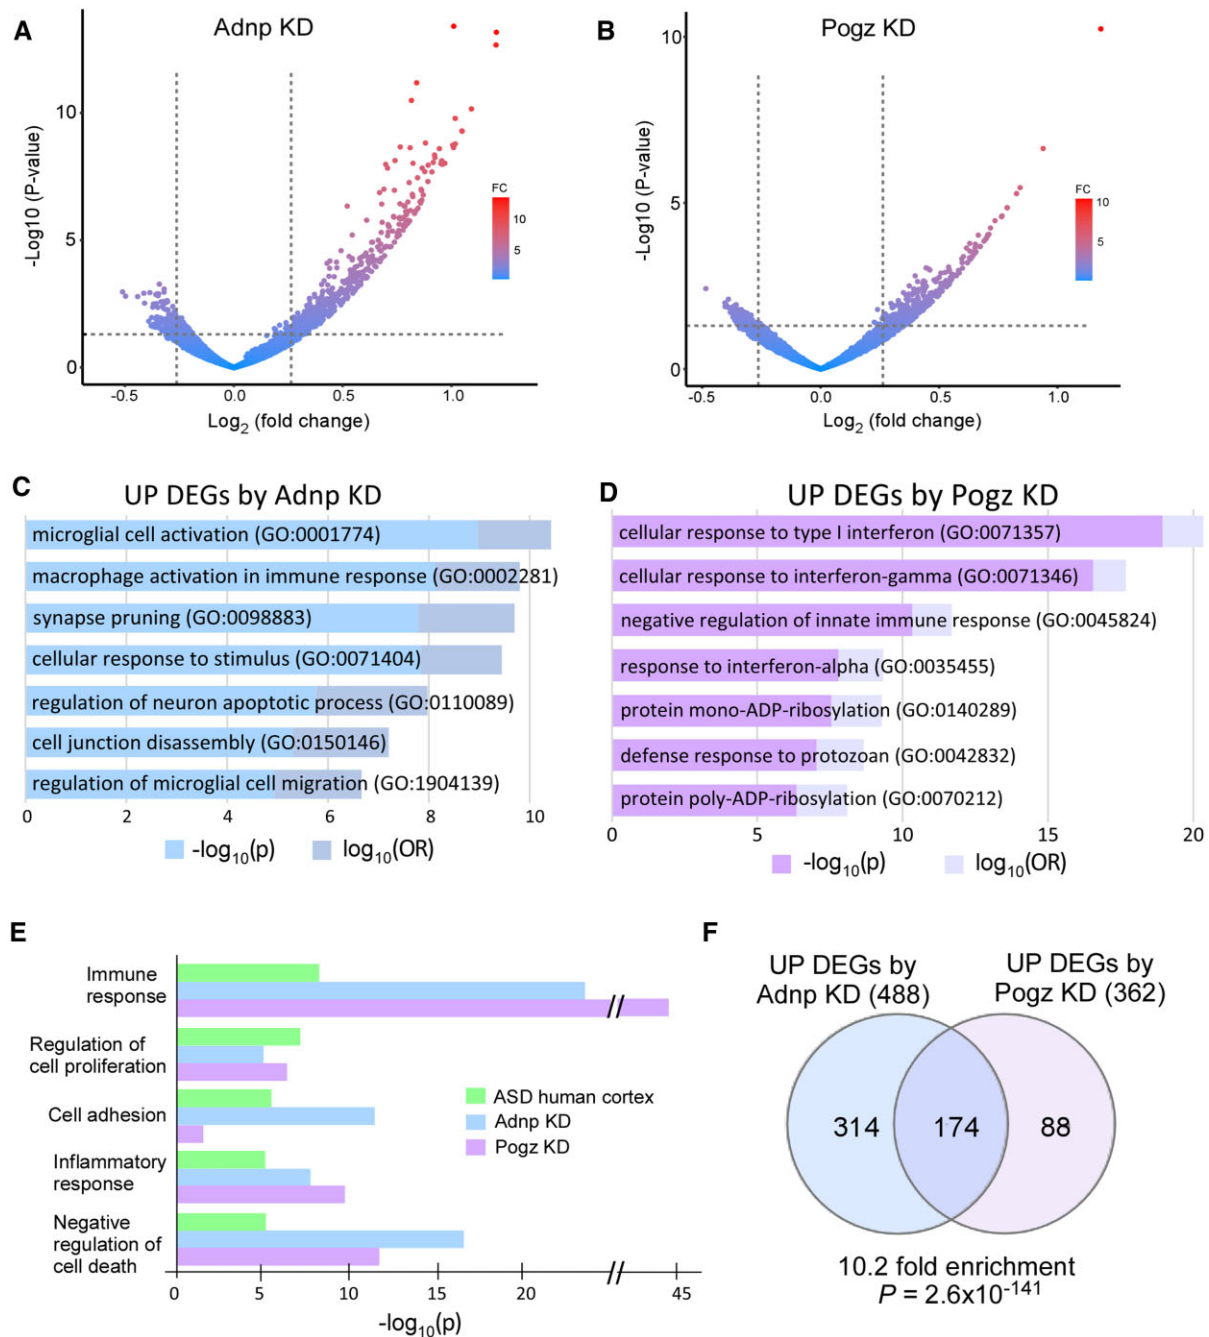 A
Adnp KD
-Log10 (P-value)
10
5
0
-0.5
0.0
0.5
1.0
Log2 (fold change)
FC
10
5
B
Pogz KD
-Log10 (P-value)
10
5
0
-0.5
0.0
0.5
1.0
Log2 (fold change)
FC
10
5
C
UP DEGs by Adnp KD
microglial cell activation (GO:0001774)
macrophage activation in immune response (GO:0002281)
synapse pruning (GO:0098883)
cellular response to stimulus (GO:0071404)
regulation of neuron apoptotic process (GO:0110089)
cell junction disassembly (GO:0150146)
regulation of microglial cell migration (GO:1904139)
0 2 4 6 8 10
-log10(p) log10(OR)
D
UP DEGs by Pogz KD
cellular response to type I interferon (GO:0071357)
cellular response to interferon-gamma (GO:0071346)
negative regulation of innate immune response (GO:0045824)
response to interferon-alpha (GO:0035455)
protein mono-ADP-ribosylation (GO:0140289)
defense response to protozoan (GO:0042832)
protein poly-ADP-ribosylation (GO:0070212)
0 5 10 15 20
-log10(p) log10(OR)
E
Immune
response
Regulation of
cell proliferation
Cell adhesion
Inflammatory
response
Negative
regulation of
cell death
ASD human cortex
Adnp KD
Pogz KD
0 5 10 15 20 45
-log10(p)
F
UP DEGs by
Adnp KD (488)
UP DEGs by
Pogz KD (362)
314 174 88
10.2 fold enrichment
P = 2.6x10-141